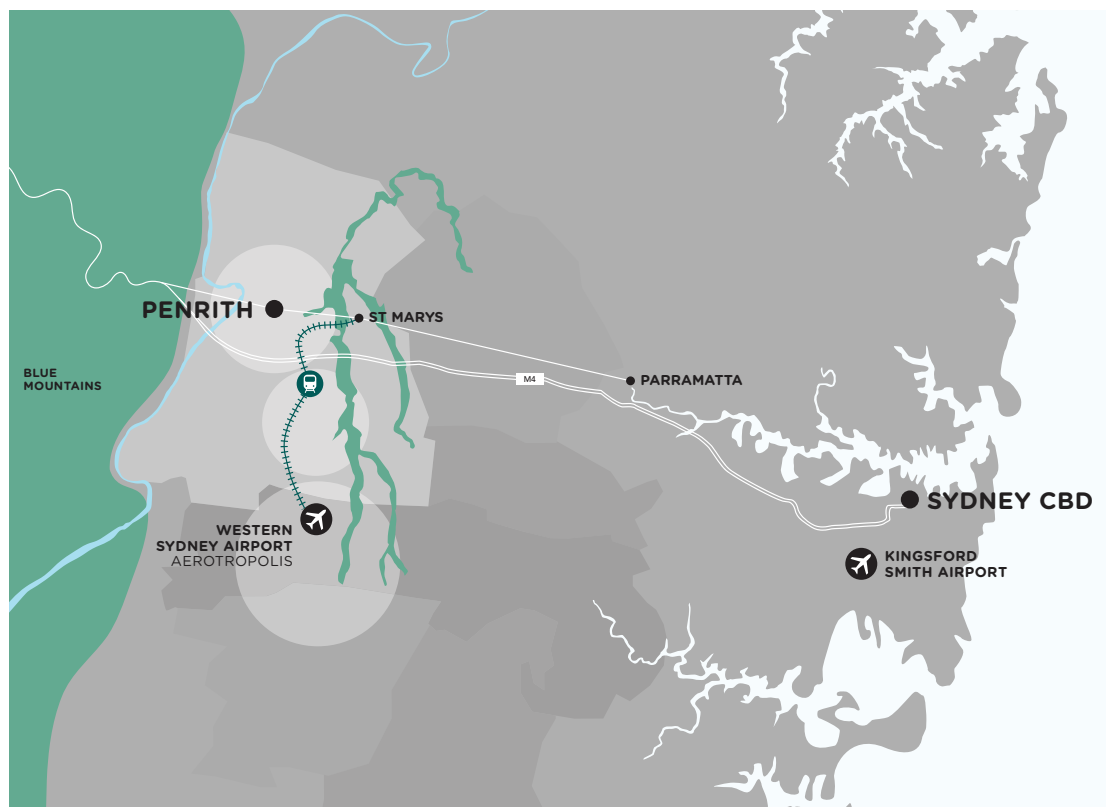 PENRITH
ST MARYS
BLUE
MOUNTAINS
M4
PARRAMATTA
SYDNEY CBD
WESTERN
SYDNEY AIRPORT
AEROTROPOLIS
KINGSFORD
SMITH AIRPORT